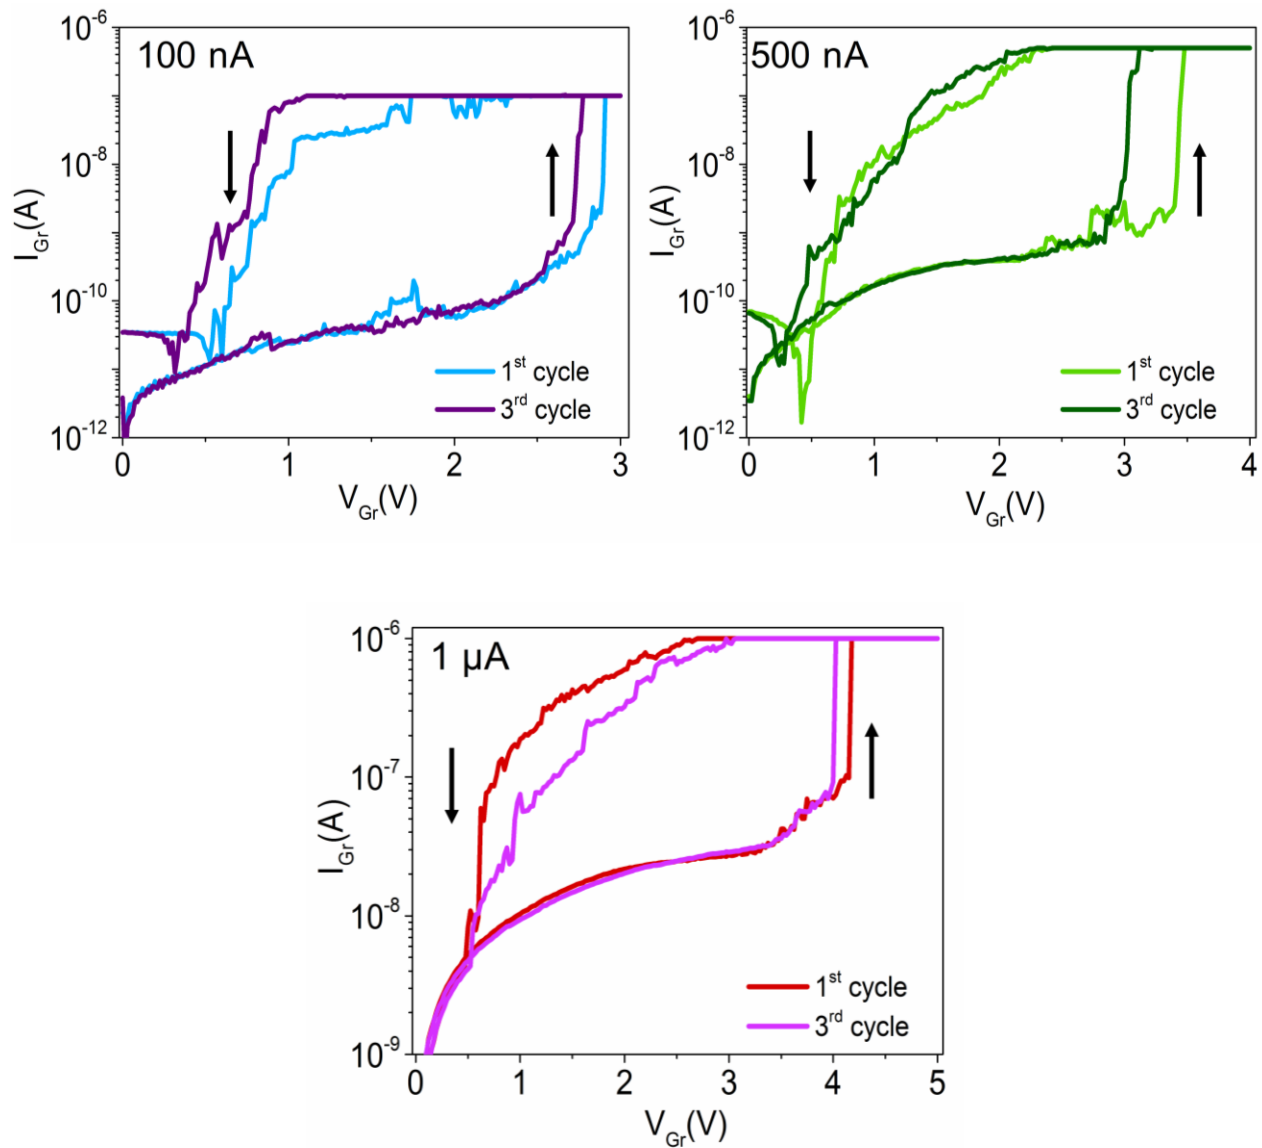 100 nA
10⁻⁶
10⁻⁸
10⁻¹⁰
10⁻¹²
I_Gr(A)
1ˢᵗ cycle
3ʳᵈ cycle
0 1 2 3
V_Gr(V)
500 nA
10⁻⁶
10⁻⁸
10⁻¹⁰
10⁻¹²
I_Gr(A)
1ˢᵗ cycle
3ʳᵈ cycle
0 1 2 3 4
V_Gr(V)
1 µA
10⁻⁶
10⁻⁷
10⁻⁸
10⁻⁹
I_Gr(A)
1ˢᵗ cycle
3ʳᵈ cycle
0 1 2 3 4 5
V_Gr(V)